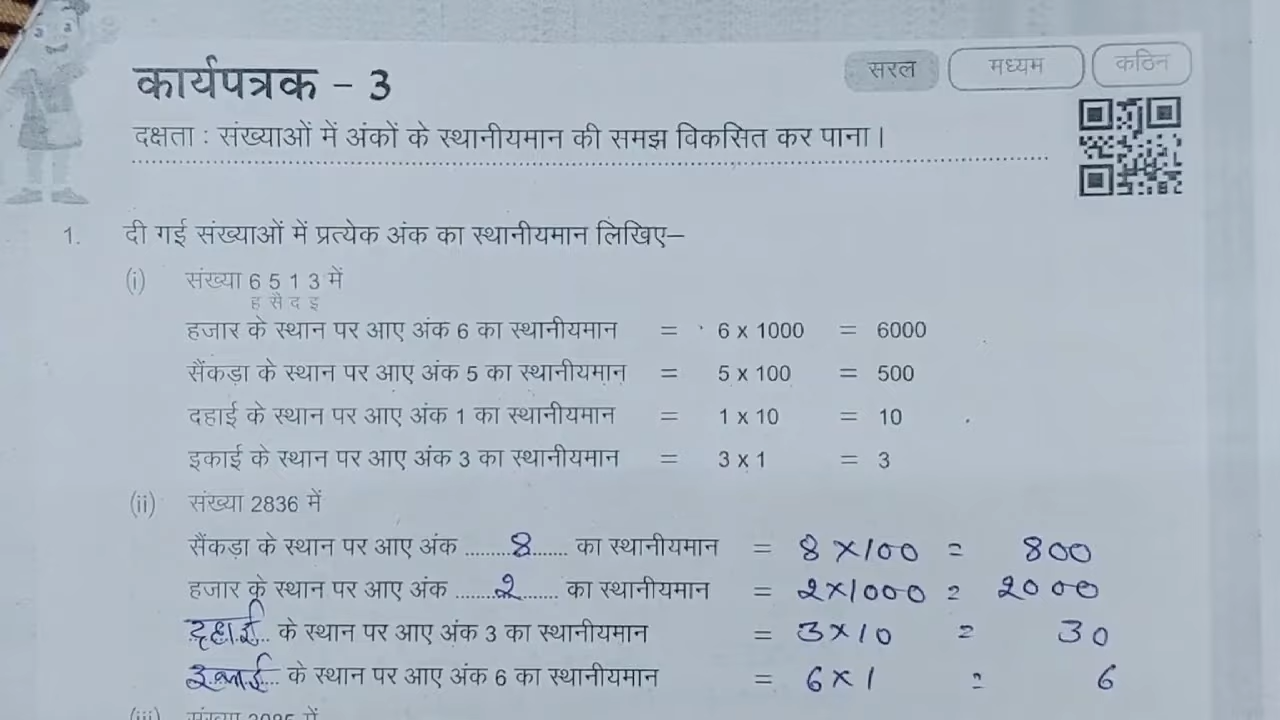 कार्यपत्रक - 3
सरल मध्यम कठिन
दक्षता : संख्याओं में अंकों के स्थानीयमान की समझ विकसित कर पाना।
1. दी गई संख्याओं में प्रत्येक अंक का स्थानीयमान लिखिए–
(i) संख्या 6 5 1 3 में
ह सै द इ
हजार के स्थान पर आए अंक 6 का स्थानीयमान = 6 x 1000 = 6000
सैंकड़ा के स्थान पर आए अंक 5 का स्थानीयमान = 5 x 100 = 500
दहाई के स्थान पर आए अंक 1 का स्थानीयमान = 1 x 10 = 10
इकाई के स्थान पर आए अंक 3 का स्थानीयमान = 3 x 1 = 3
(ii) संख्या 2836 में
सैंकड़ा के स्थान पर आए अंक .........8....... का स्थानीयमान = 8 x 100 = 800
हजार के स्थान पर आए अंक .........2....... का स्थानीयमान = 2x1000 = 2000
दहाई... के स्थान पर आए अंक 3 का स्थानीयमान = 3 x 10 = 30
इकाई... के स्थान पर आए अंक 6 का स्थानीयमान = 6 x 1 = 6
(iii) संख्या 2085 में